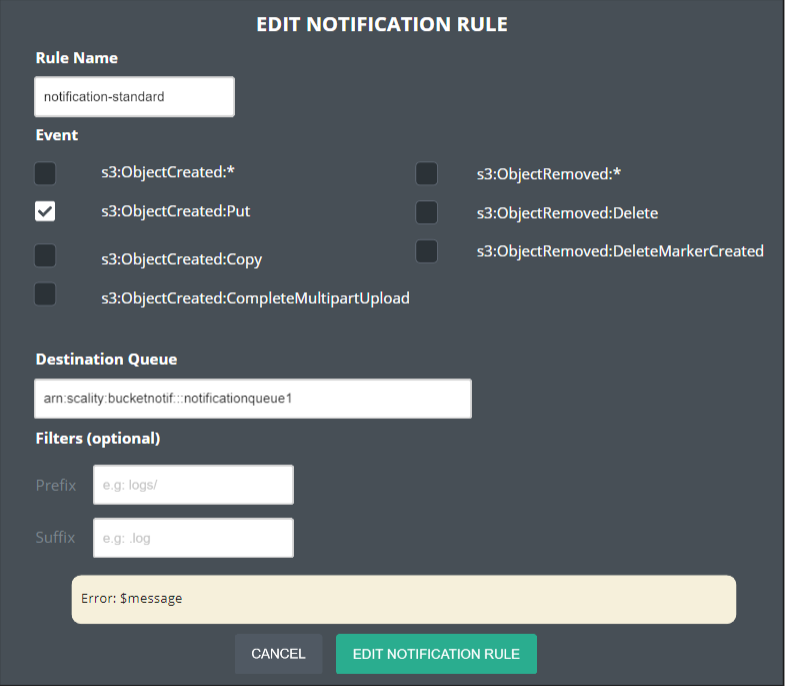 EDIT NOTIFICATION RULE
Rule Name
notification-standard
Event
s3:ObjectCreated:*
s3:ObjectRemoved:*
s3:ObjectCreated:Put
s3:ObjectRemoved:Delete
s3:ObjectCreated:Copy
s3:ObjectRemoved:DeleteMarkerCreated
s3:ObjectCreated:CompleteMultipartUpload
Destination Queue
arn:scality:bucketnotif:::notificationqueue1
Filters (optional)
Prefix
e.g: logs/
Suffix
e.g: .log
Error: $message
CANCEL
EDIT NOTIFICATION RULE